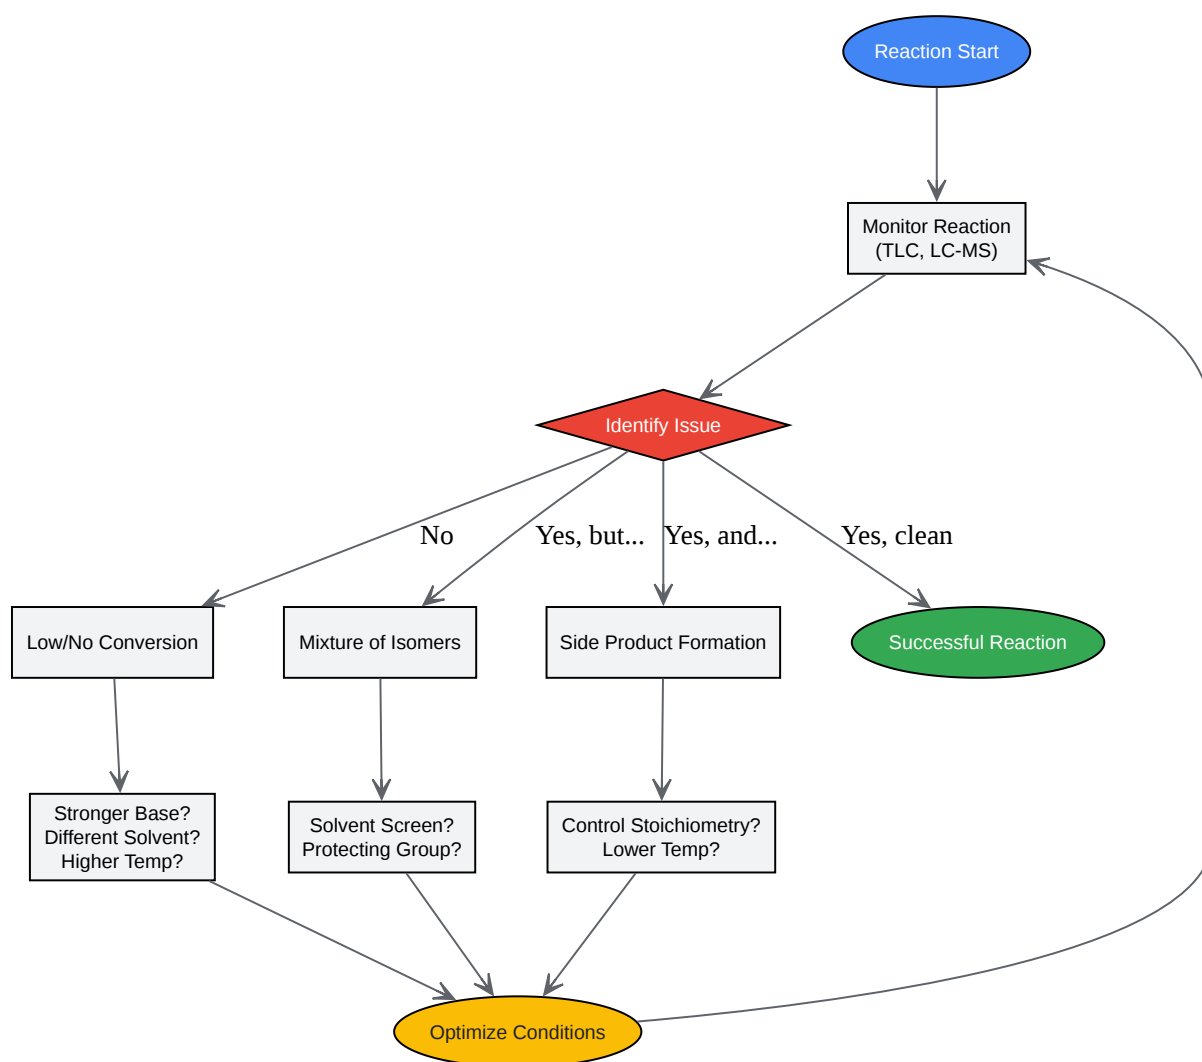 Reaction Start
Monitor Reaction
(TLC, LC-MS)
Identify Issue
No
Yes, but...
Yes, and...
Yes, clean
Low/No Conversion
Mixture of Isomers
Side Product Formation
Successful Reaction
Stronger Base?
Different Solvent?
Higher Temp?
Solvent Screen?
Protecting Group?
Control Stoichiometry?
Lower Temp?
Optimize Conditions